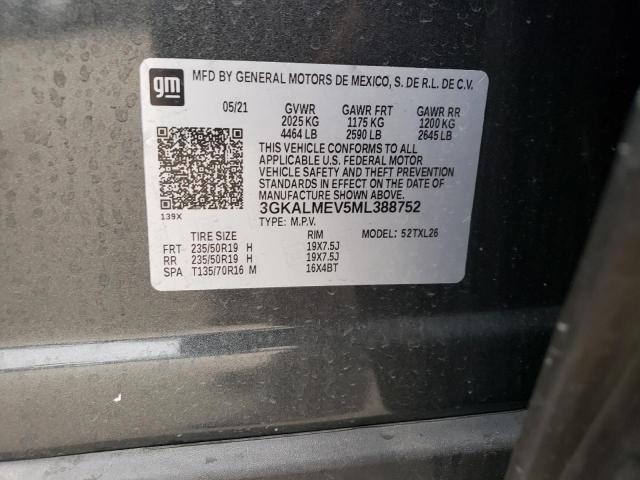 gm
MFD BY GENERAL MOTORS DE MEXICO, S. DE R.L. DE C.V.
05/21 GVWR GAWR FRT GAWR RR
2025 KG 1175 KG 1200 KG
4464 LB 2590 LB 2645 LB
THIS VEHICLE CONFORMS TO ALL
APPLICABLE U.S. FEDERAL MOTOR
VEHICLE SAFETY AND THEFT
PREVENTION STANDARDS IN
EFFECT ON THE DATE OF
MANUFACTURE SHOWN ABOVE.
3GKALMEV5ML388752
139X
TYPE: M.P.V.
TIRE SIZE RIM MODEL: 52TXL26
FRT 235/50R19 H 19X7.5J
RR 235/50R19 H 19X7.5J
SPA T135/70R16 M 16X4BT